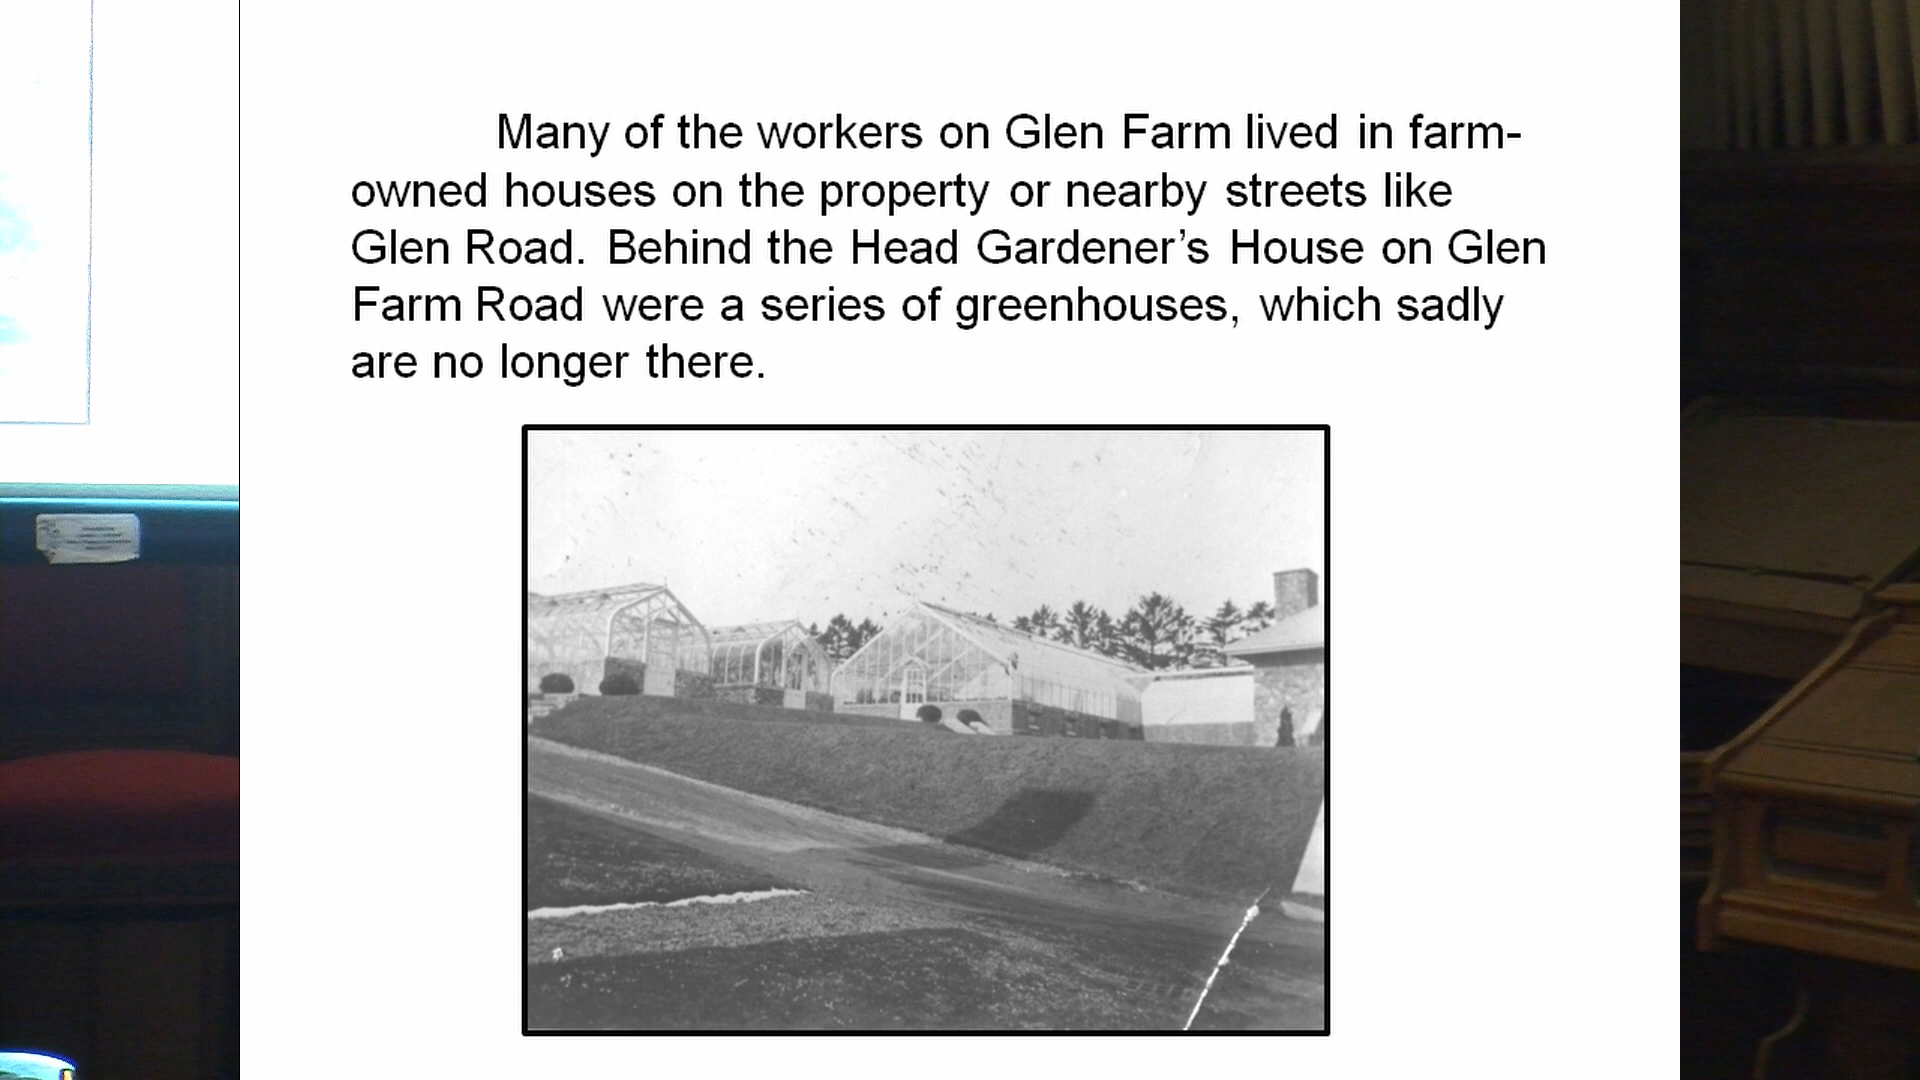 Many of the workers on Glen Farm lived in farm-
owned houses on the property or nearby streets like
Glen Road. Behind the Head Gardener’s House on Glen
Farm Road were a series of greenhouses, which sadly
are no longer there.